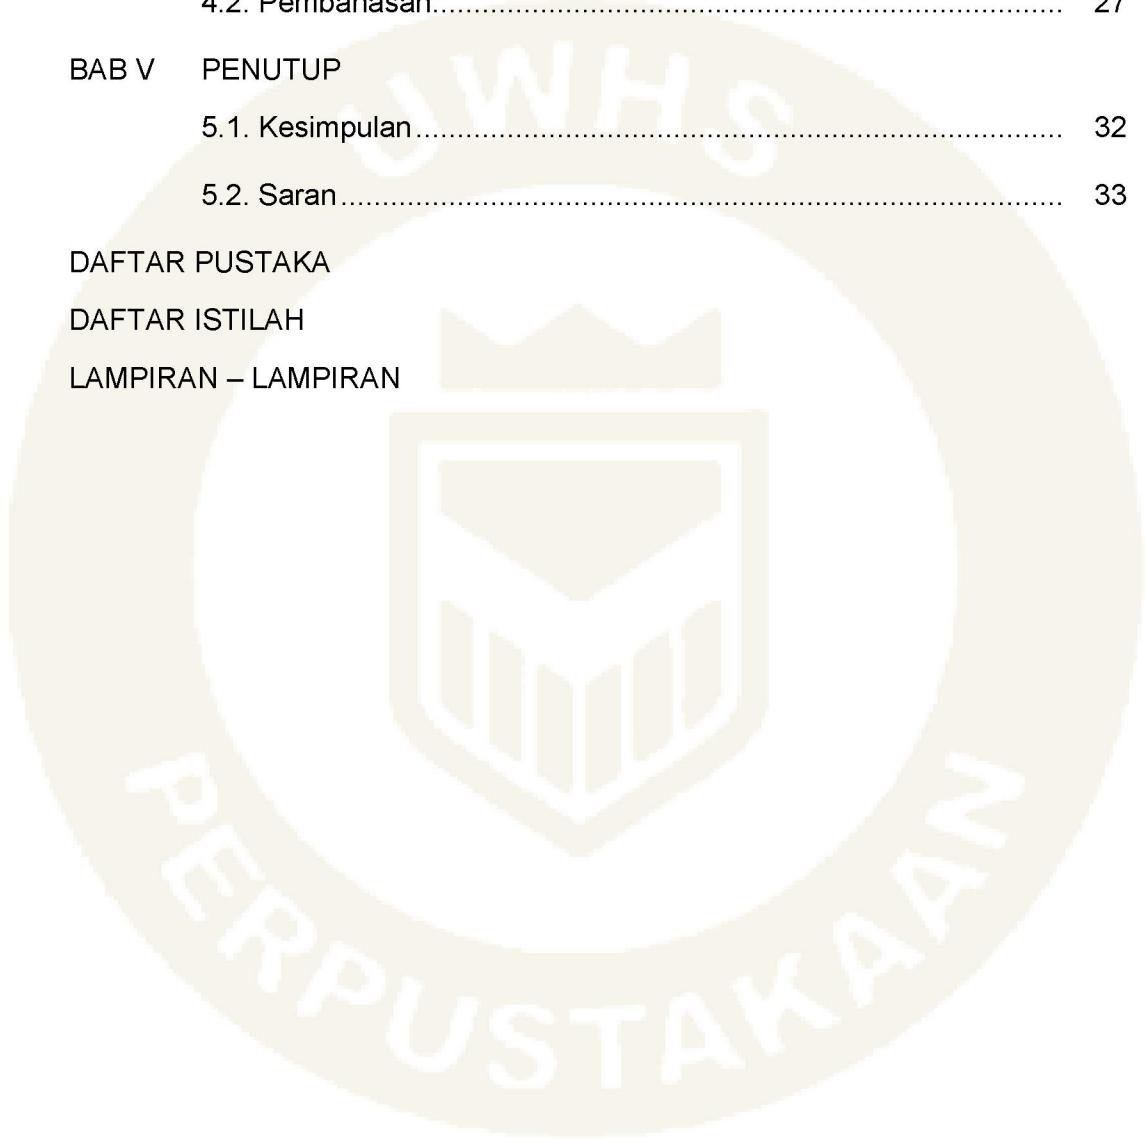 4.2. Pembahasan........................................................................ 27
BAB V PENUTUP
5.1. Kesimpulan.......................................................................... 32
5.2. Saran.................................................................................. 33
DAFTAR PUSTAKA
DAFTAR ISTILAH
LAMPIRAN – LAMPIRAN
UWHS
PERPUSTAKAAN